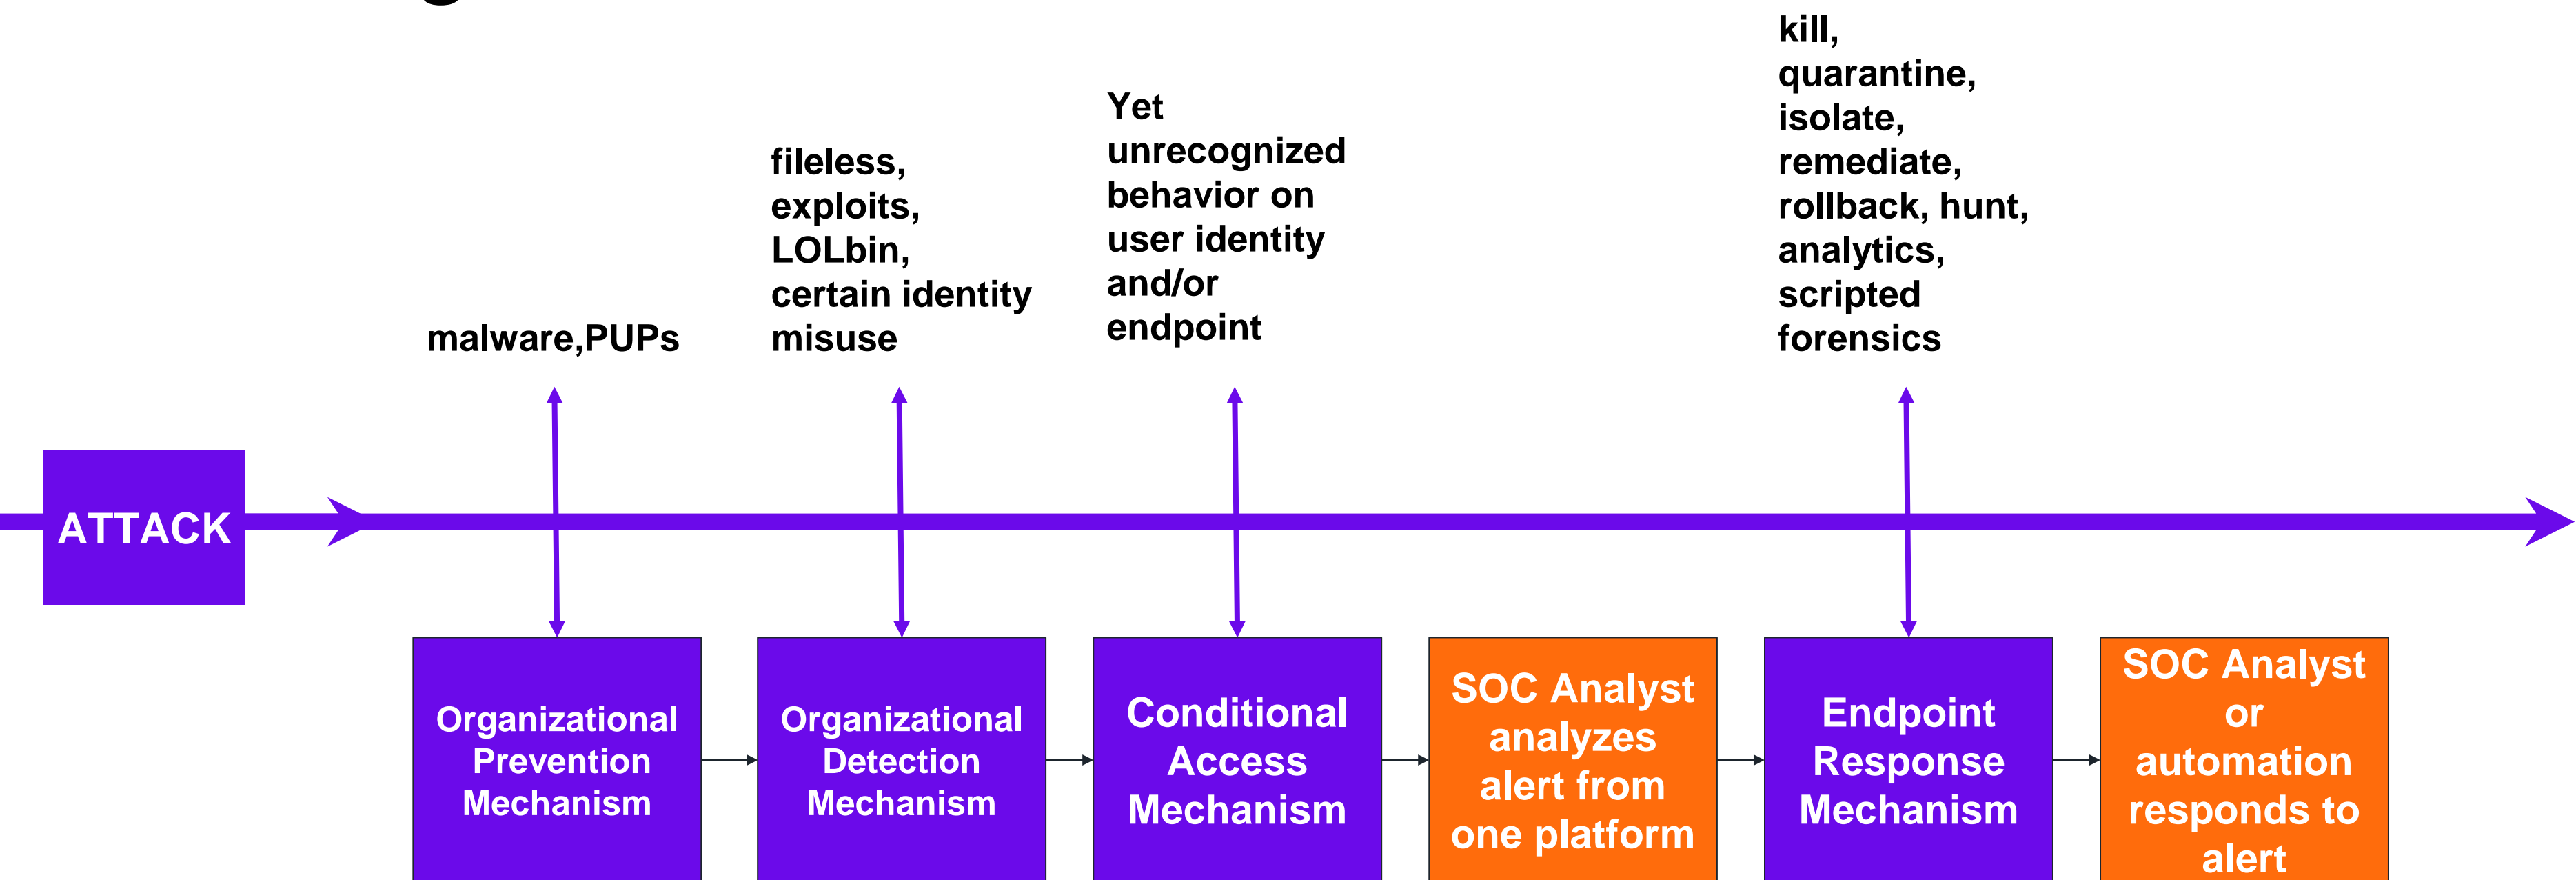 malware,PUPs
fileless,
exploits,
LOLbin,
certain identity
misuse
Yet
unrecognized
behavior on
user identity
and/or
endpoint
kill,
quarantine,
isolate,
remediate,
rollback, hunt,
analytics,
scripted
forensics
ATTACK
Organizational
Prevention
Mechanism
Organizational
Detection
Mechanism
Conditional
Access
Mechanism
SOC Analyst
analyzes
alert from
one platform
Endpoint
Response
Mechanism
SOC Analyst
or
automation
responds to
alert